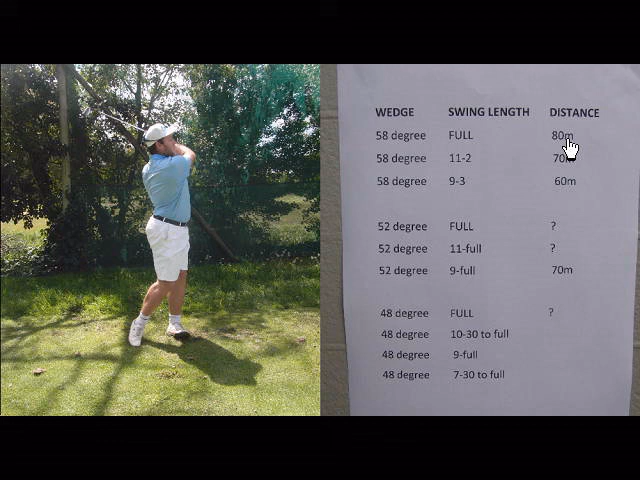 WEDGE SWING LENGTH DISTANCE
58 degree FULL 80m
58 degree 11-2 70m
58 degree 9-3 60m
52 degree FULL ?
52 degree 11-full ?
52 degree 9-full 70m
48 degree FULL ?
48 degree 10-30 to full
48 degree 9-full
48 degree 7-30 to full